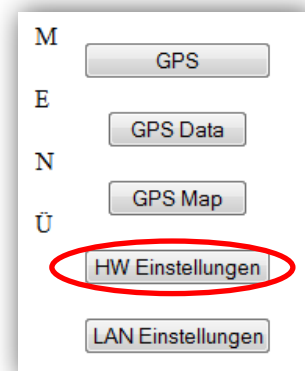 M
GPS
E
GPS Data
N
GPS Map
Ü
HW Einstellungen
LAN Einstellungen